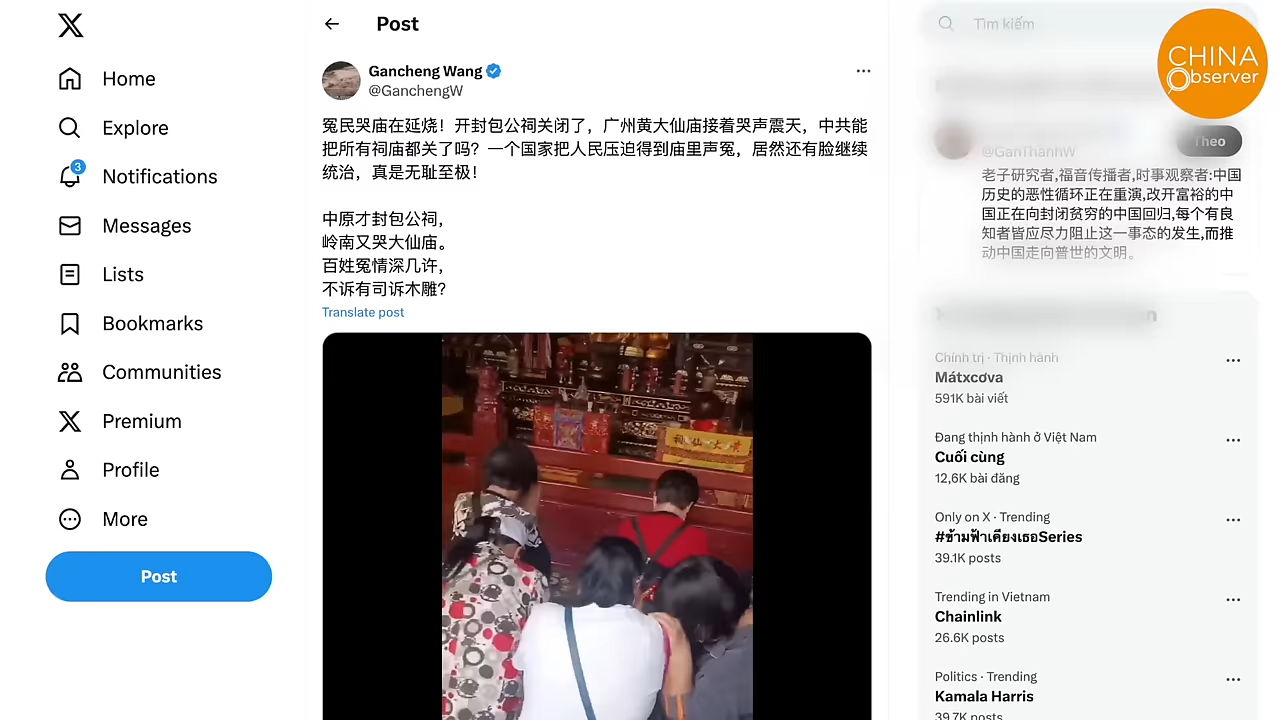 Home
Explore
3
Notifications
Messages
Lists
Bookmarks
Communities
Premium
Profile
More
Post
Post
Gancheng Wang
@GanchengW
冤民哭庙在延烧！开封包公祠关闭了，广州黄大仙庙接着哭声震天，中共能
把所有祠庙都关了吗？一个国家把人民压迫得到庙里声冤，居然还有脸继续
统治，真是无耻至极！
中原才封包公祠，
岭南又哭大仙庙。
百姓冤情深几许，
不诉有司诉木雕？
Translate post
Tìm kiếm
CHINA
Observer
@GanThanhW
Theo
老子研究者,福音传播者,时事观察者:中国
历史的恶性循环正在重演,改开富裕的中
国正在向封闭贫穷的中国回归,每个有良
知者皆应尽力阻止这一事态的发生,而推
动中国走向普世的文明。
Chính trị · Thịnh hành
Mátxcơva
591K bài viết
Đang thịnh hành ở Việt Nam
Cuối cùng
12,6K bài đăng
Only on X · Trending
#ข้ามฟ้าเคียงเธอSeries
39.1K posts
Trending in Vietnam
Chainlink
26.6K posts
Politics · Trending
Kamala Harris
39.7K posts